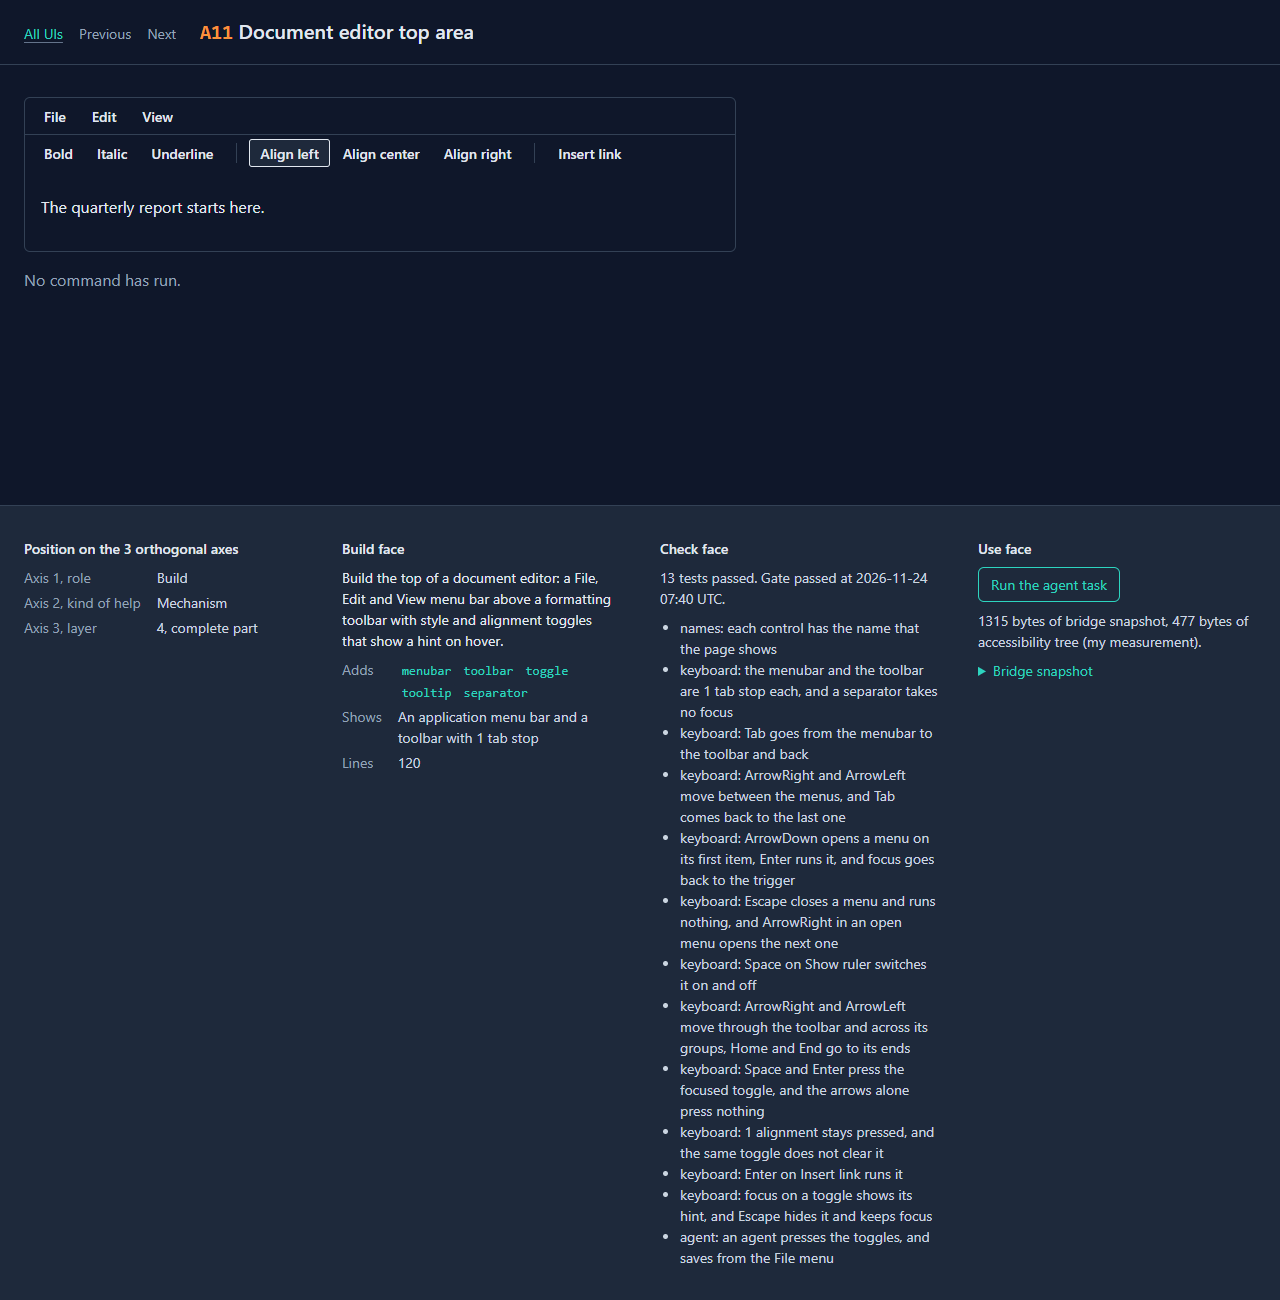 All UIs Previous Next A11 Document editor top area
File Edit View
Bold Italic Underline Align left Align center Align right Insert link
The quarterly report starts here.
No command has run.
Position on the 3 orthogonal axes
Axis 1, role Build
Axis 2, kind of help Mechanism
Axis 3, layer 4, complete part
Build face
Build the top of a document editor: a File,
Edit and View menu bar above a formatting
toolbar with style and alignment toggles
that show a hint on hover.
Adds menubar toolbar toggle
tooltip separator
Shows An application menu bar and a
toolbar with 1 tab stop
Lines 120
Check face
13 tests passed. Gate passed at 2026-11-24
07:40 UTC.
names: each control has the name that
the page shows
keyboard: the menubar and the toolbar
are 1 tab stop each, and a separator takes
no focus
keyboard: Tab goes from the menubar to
the toolbar and back
keyboard: ArrowRight and ArrowLeft
move between the menus, and Tab
comes back to the last one
keyboard: ArrowDown opens a menu on
its first item, Enter runs it, and focus goes
back to the trigger
keyboard: Escape closes a menu and runs
nothing, and ArrowRight in an open
menu opens the next one
keyboard: Space on Show ruler switches
it on and off
keyboard: ArrowRight and ArrowLeft
move through the toolbar and across its
groups, Home and End go to its ends
keyboard: Space and Enter press the
focused toggle, and the arrows alone
press nothing
keyboard: 1 alignment stays pressed, and
the same toggle does not clear it
keyboard: Enter on Insert link runs it
keyboard: focus on a toggle shows its
hint, and Escape hides it and keeps focus
agent: an agent presses the toggles, and
saves from the File menu
Use face
Run the agent task
1315 bytes of bridge snapshot, 477 bytes of
accessibility tree (my measurement).
Bridge snapshot